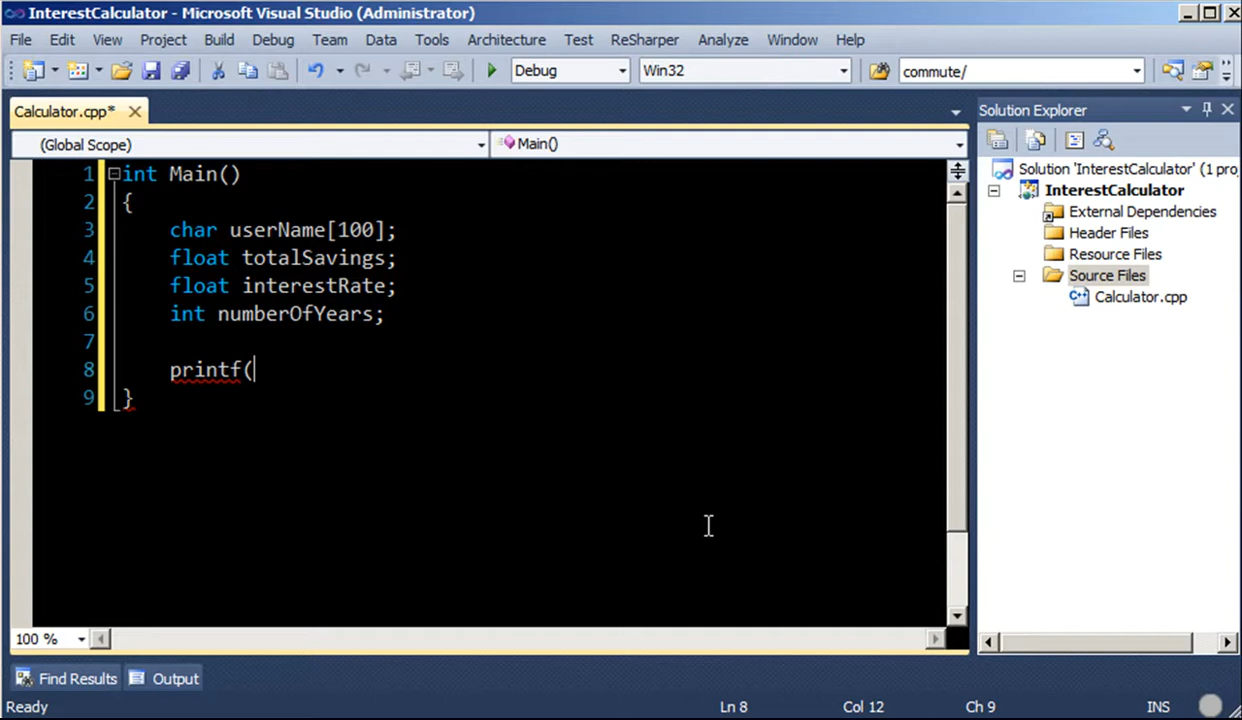 InterestCalculator - Microsoft Visual Studio (Administrator)
File Edit View Project Build Debug Team Data Tools Architecture Test ReSharper Analyze Window Help
Debug Win32 commute/
Calculator.cpp*
(Global Scope) Main()
1 int Main()
2 {
3 char userName[100];
4 float totalSavings;
5 float interestRate;
6 int numberOfYears;
7
8 printf(
9 }
100 %
Solution Explorer
Solution 'InterestCalculator' (1 proj
InterestCalculator
External Dependencies
Header Files
Resource Files
Source Files
Calculator.cpp
Find Results Output
Ready Ln 8 Col 12 Ch 9 INS